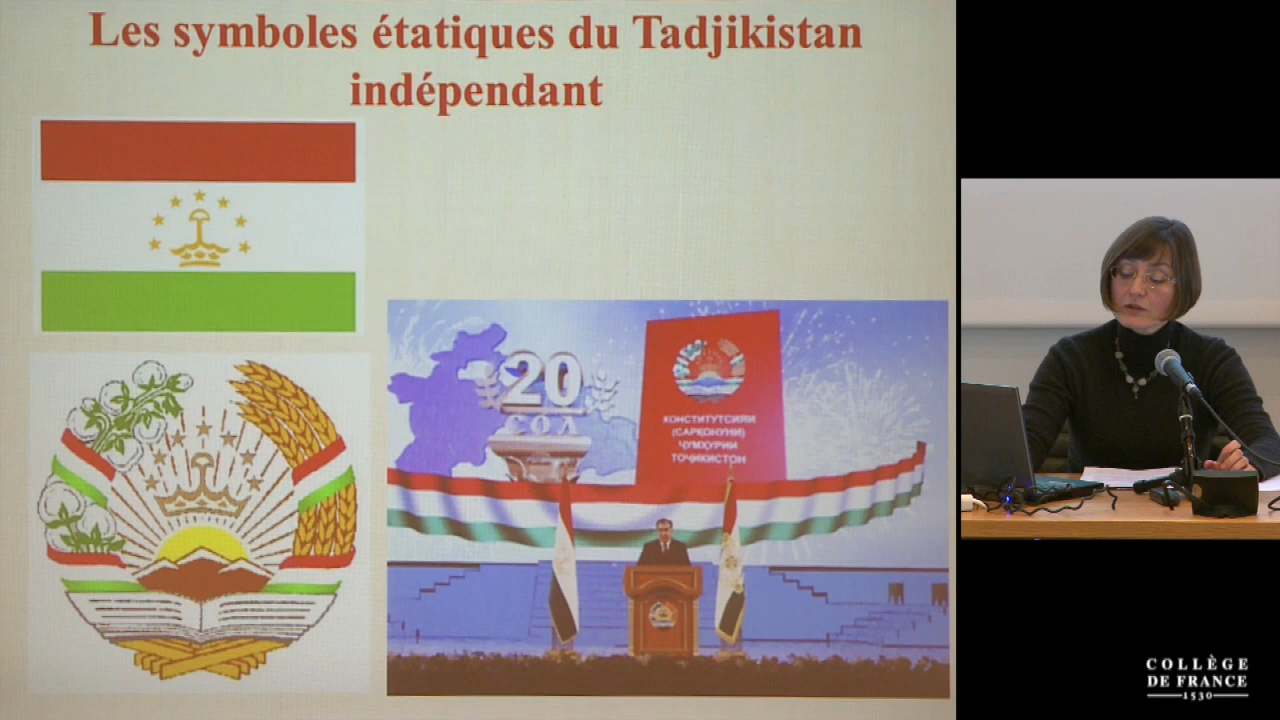 Les symboles étatiques du Tadjikistan
indépendant
20
СОЛ
КОНСТИТУТСИЯИ
(САРҚОНУНИ)
ҶУМҲУРИИ
ТОҶИКИСТОН
COLLÈGE
DE FRANCE
1530